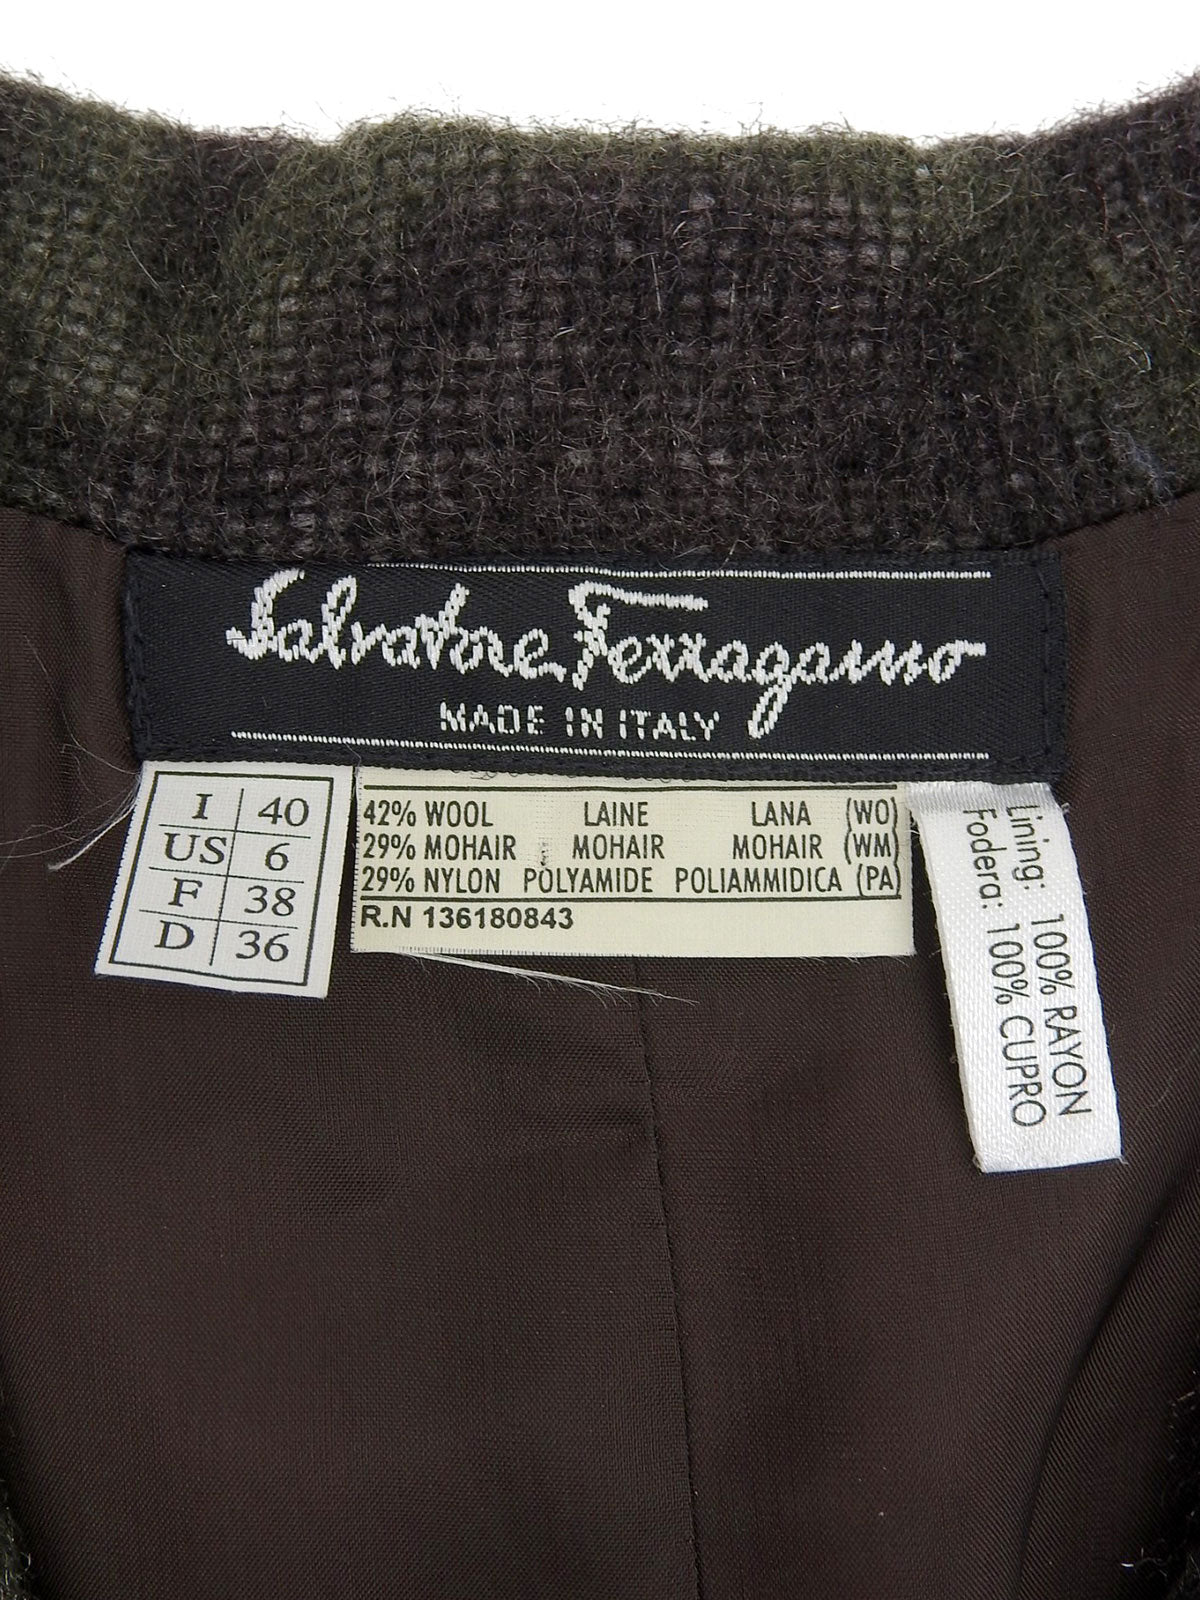 Salvatore Ferragamo
MADE IN ITALY
I 40
US 6
F 38
D 36
42% WOOL LAINE LANA (WO)
29% MOHAIR MOHAIR MOHAIR (WM)
29% NYLON POLYAMIDE POLIAMMIDICA (PA)
R.N 136180843
Lining: 100% RAYON
Fodera: 100% CUPRO